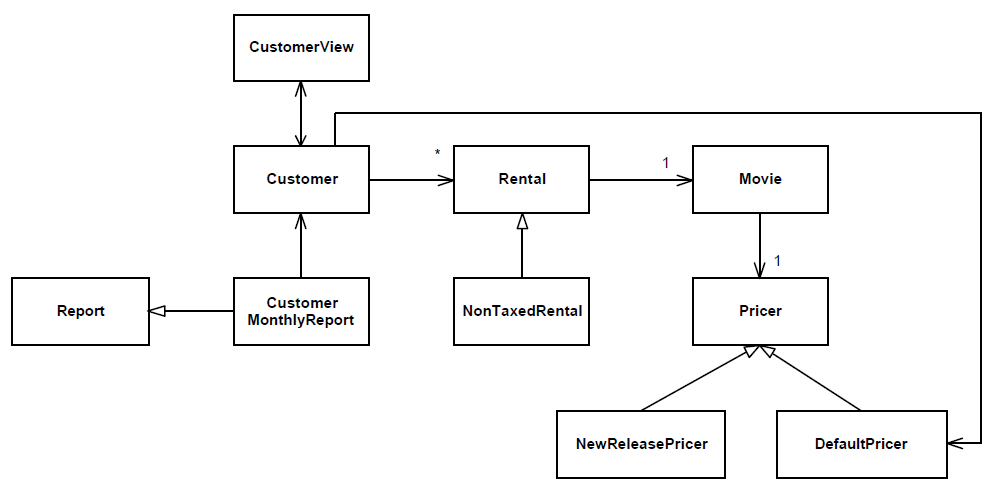 CustomerView
*
1
Customer
Rental
Movie
1
Report
Customer
MonthlyReport
NonTaxedRental
Pricer
NewReleasePricer
DefaultPricer